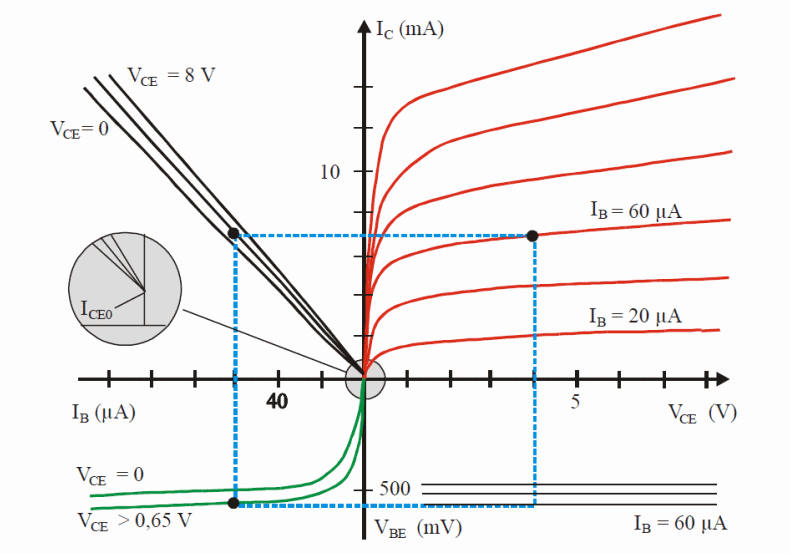 I_C (mA)
V_CE = 8 V
V_CE = 0
10
I_B = 60 μA
I_CE0
I_B = 20 μA
I_B (μA)
40
5
V_CE (V)
V_CE = 0
500
V_CE > 0,65 V
V_BE (mV)
I_B = 60 μA